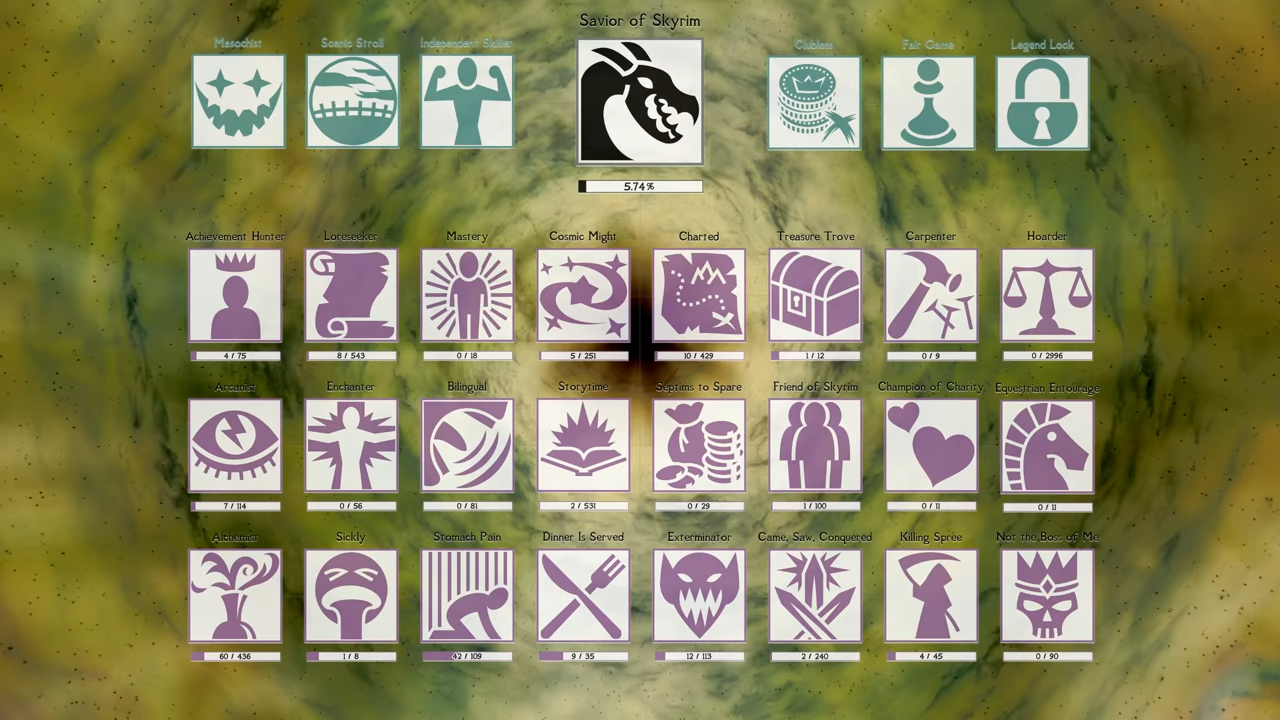 Savior of Skyrim
Masochist
Scenic Stroll
Independent Skiller
Clubless
Fair Game
Legend Lock
5.74 %
Achievement Hunter
Loreseeker
Mastery
Cosmic Might
Charted
Treasure Trove
Carpenter
Hoarder
4 / 75
8 / 543
0 / 18
5 / 251
10 / 429
1 / 12
0 / 9
0 / 2996
Arcanist
Enchanter
Bilingual
Storytime
Septims to Spare
Friend of Skyrim
Champion of Charity
Equestrian Entourage
7 / 114
0 / 56
0 / 81
2 / 531
0 / 29
1 / 100
0 / 11
0 / 11
Alchemist
Sickly
Stomach Pain
Dinner Is Served
Exterminator
Came, Saw, Conquered
Killing Spree
Not the Boss of Me
60 / 436
1 / 8
42 / 109
9 / 35
12 / 113
2 / 240
4 / 45
0 / 90